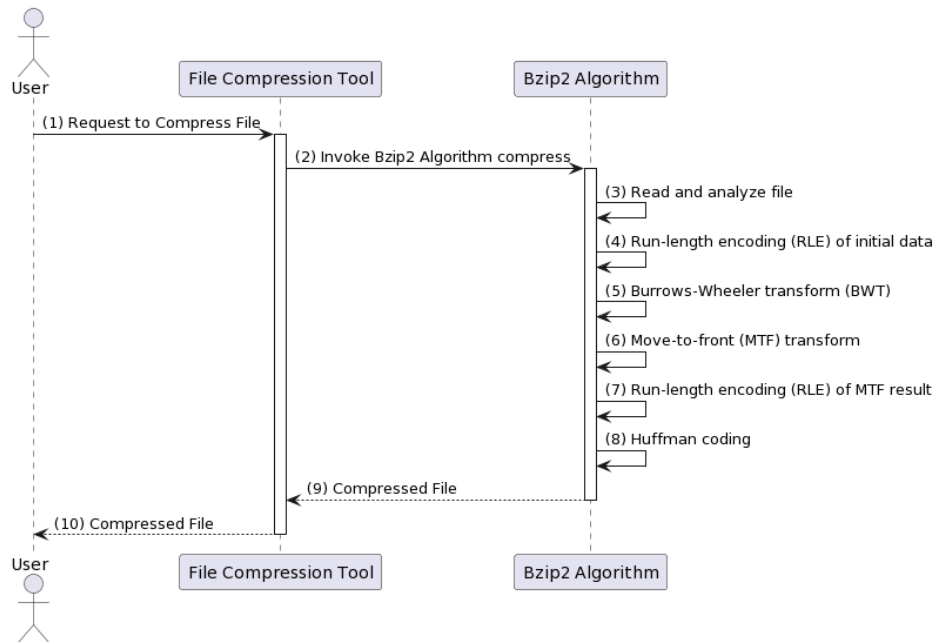 User
File Compression Tool
Bzip2 Algorithm
(1) Request to Compress File
(2) Invoke Bzip2 Algorithm compress
(3) Read and analyze file
(4) Run-length encoding (RLE) of initial data
(5) Burrows-Wheeler transform (BWT)
(6) Move-to-front (MTF) transform
(7) Run-length encoding (RLE) of MTF result
(8) Huffman coding
(9) Compressed File
(10) Compressed File
User
File Compression Tool
Bzip2 Algorithm